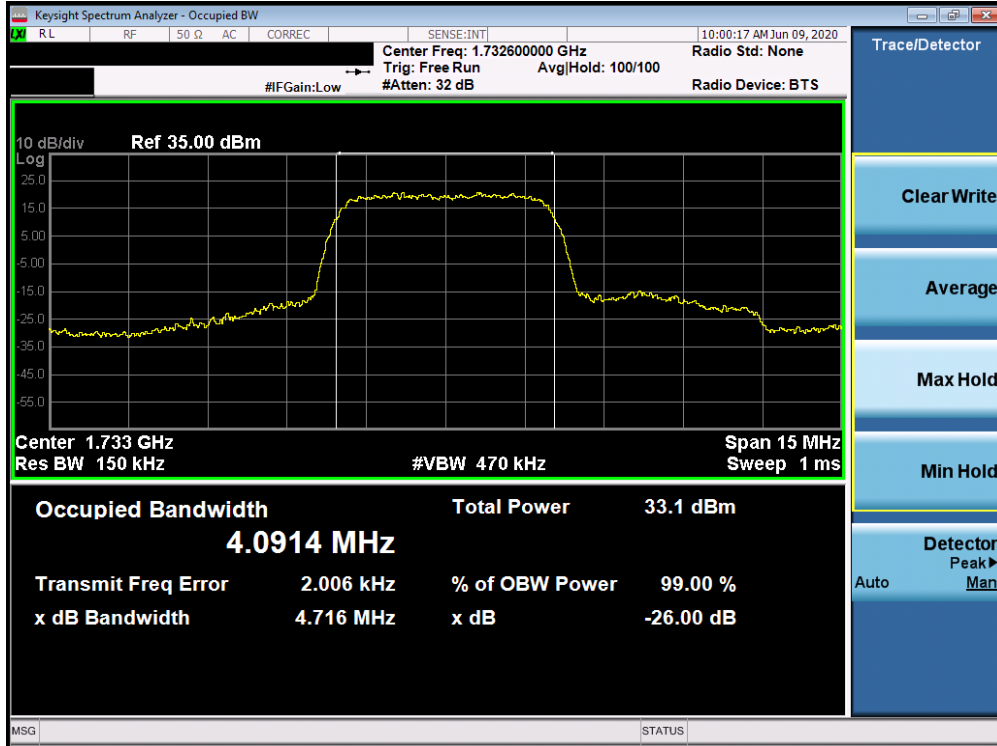 Keysight Spectrum Analyzer - Occupied BW
LXI RL RF 50 Ω AC CORREC SENSE:INT 10:00:17 AM Jun 09, 2020
Center Freq: 1.732600000 GHz Radio Std: None
Trig: Free Run Avg|Hold: 100/100
#IFGain:Low #Atten: 32 dB Radio Device: BTS
10 dB/div Ref 35.00 dBm
Log
25.0
15.0
5.00
-5.00
-15.0
-25.0
-35.0
-45.0
-55.0
Center 1.733 GHz Span 15 MHz
Res BW 150 kHz #VBW 470 kHz Sweep 1 ms
Occupied Bandwidth Total Power 33.1 dBm
4.0914 MHz
Transmit Freq Error 2.006 kHz % of OBW Power 99.00 %
x dB Bandwidth 4.716 MHz x dB -26.00 dB
Trace/Detector
Clear Write
Average
Max Hold
Min Hold
Detector
Peak▶
Auto Man
MSG STATUS